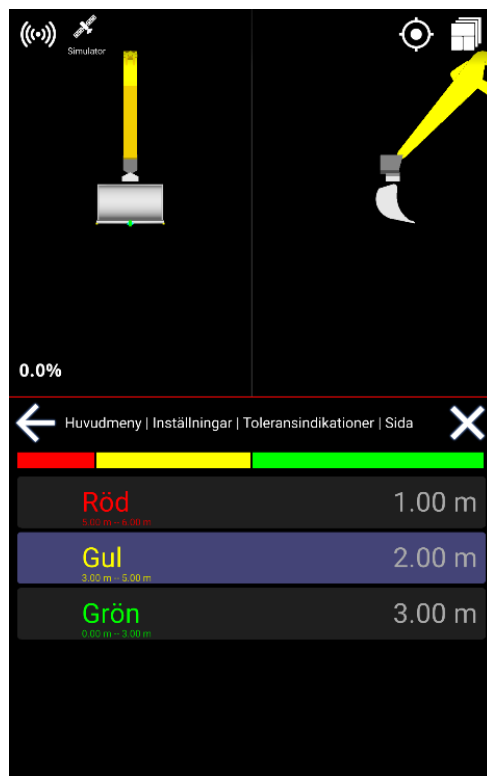 Simulator
0.0%
Huvudmeny | Inställningar | Toleransindikationer | Sida
Röd 1.00 m
5.00 m – 6.00 m
Gul 2.00 m
3.00 m – 5.00 m
Grön 3.00 m
0.00 m – 3.00 m